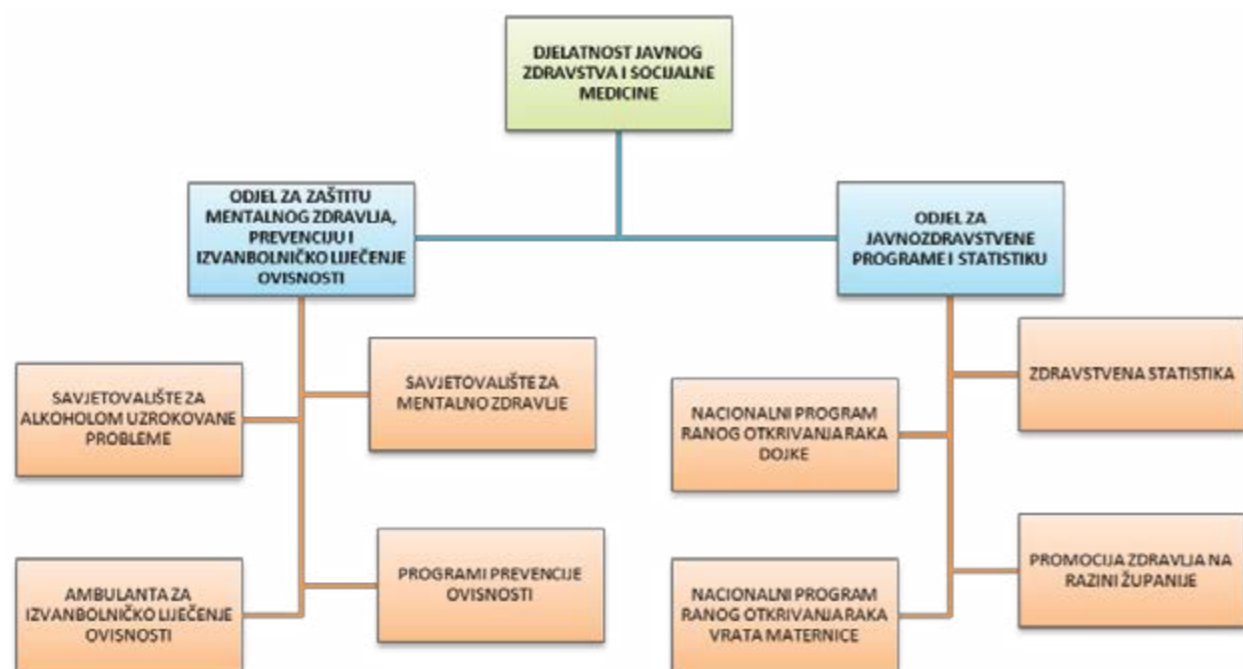 DJELATNOST JAVNOG
ZDRAVSTVA I SOCIJALNE
MEDICINE
ODJEL ZA ZAŠTITU
MENTALNOG ZDRAVLJA,
PREVENCIJU I
IZVANBOLNIČKO LIJEČENJE
OVISNOSTI
ODJEL ZA
JAVNOZDRAVSTVENE
PROGRAME I STATISTIKU
SAVJETOVALIŠTE ZA
ALKOHOLOM UZROKOVANE
PROBLEME
SAVJETOVALIŠTE ZA
MENTALNO ZDRAVLJE
NACIONALNI PROGRAM
RANOG OTKRIVANJA RAKA
DOJKE
ZDRAVSTVENA STATISTIKA
AMBULANTA ZA
IZVANBOLNIČKO LIJEČENJE
OVISNOSTI
PROGRAMI PREVENCIJE
OVISNOSTI
NACIONALNI PROGRAM
RANOG OTKRIVANJA RAKA
VRATA MATERNICE
PROMOCIJA ZDRAVLJA NA
RAZINI ŽUPANIJE